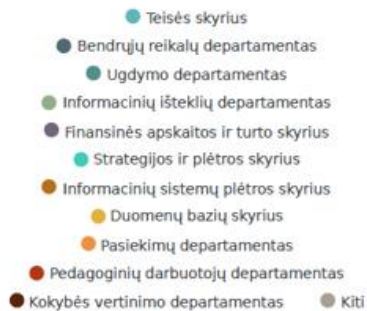 Teisės skyrius
Bendrųjų reikalų departamentas
Ugdymo departamentas
Informacinių išteklių departamentas
Finansinės apskaitos ir turto skyrius
Strategijos ir plėtros skyrius
Informacinių sistemų plėtros skyrius
Duomenų bazių skyrius
Pasiekimų departamentas
Pedagoginių darbuotojų departamentas
Kokybės vertinimo departamentas Kiti